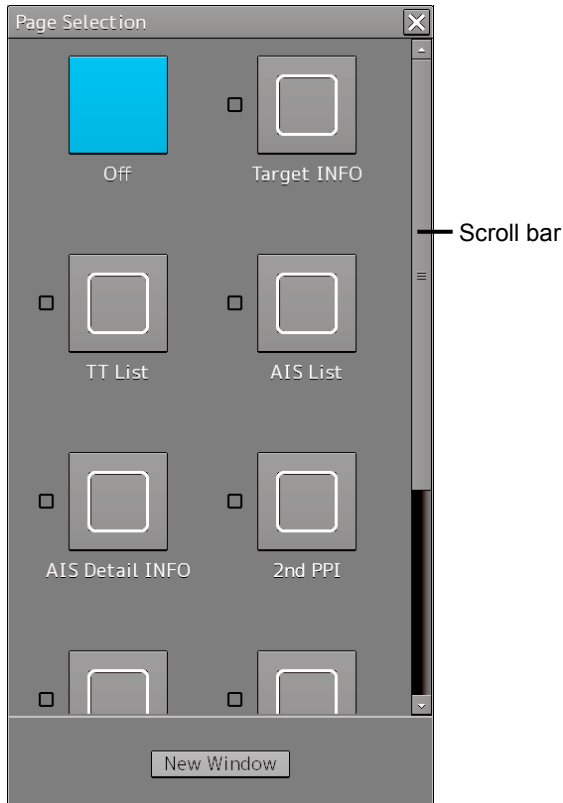 Page Selection
Off
Target INFO
Scroll bar
TT List
AIS List
AIS Detail INFO
2nd PPI
New Window